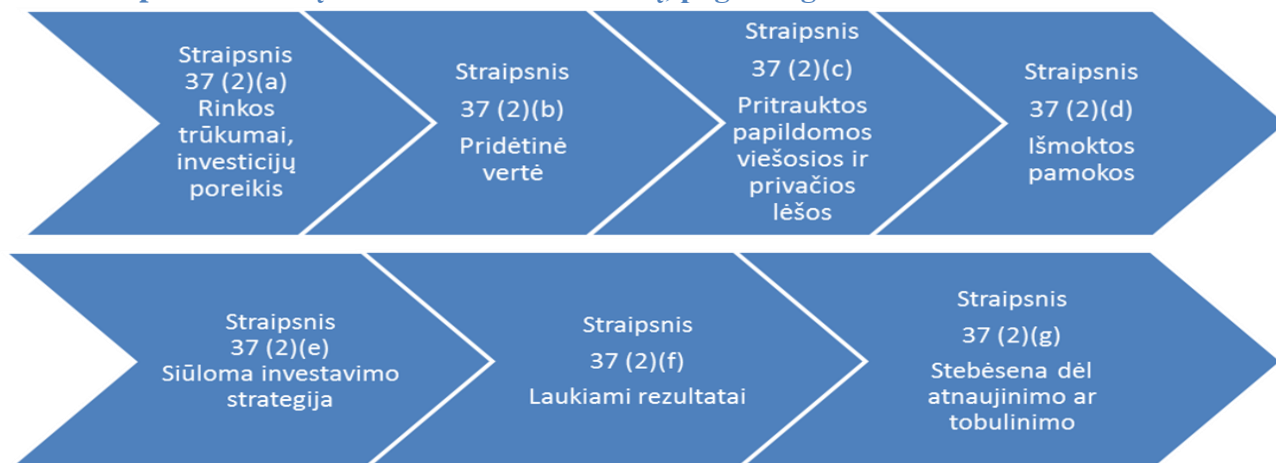 Straipsnis
37 (2)(a)
Rinkos
trūkumai,
investicijų
poreikis
Straipsnis
37 (2)(b)
Pridėtinė
vertė
Straipsnis
37 (2)(c)
Pritrauktos
papildomos
viešosios ir
privačios
lėšos
Straipsnis
37 (2)(d)
Išmoktos
pamokos
Straipsnis
37 (2)(e)
Siūloma investavimo
strategija
Straipsnis
37 (2)(f)
Laukiami rezultatai
Straipsnis
37 (2)(g)
Stebėsena dėl
atnaujinimo ar
tobulinimo